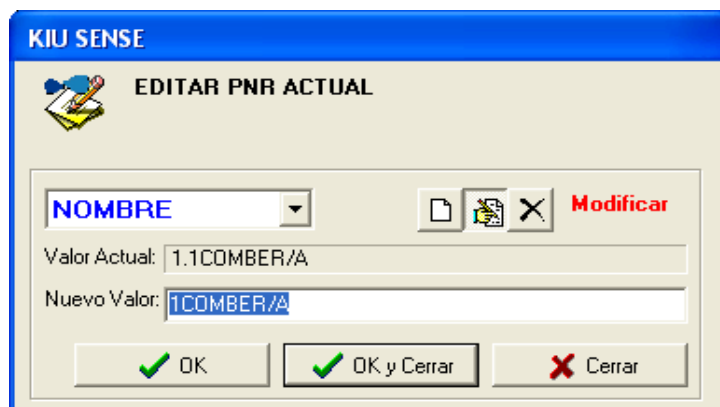 KIU SENSE
EDITAR PNR ACTUAL
NOMBRE Modificar
Valor Actual: 1.1COMBER/A
Nuevo Valor: 1COMBER/A
OK OK y Cerrar Cerrar